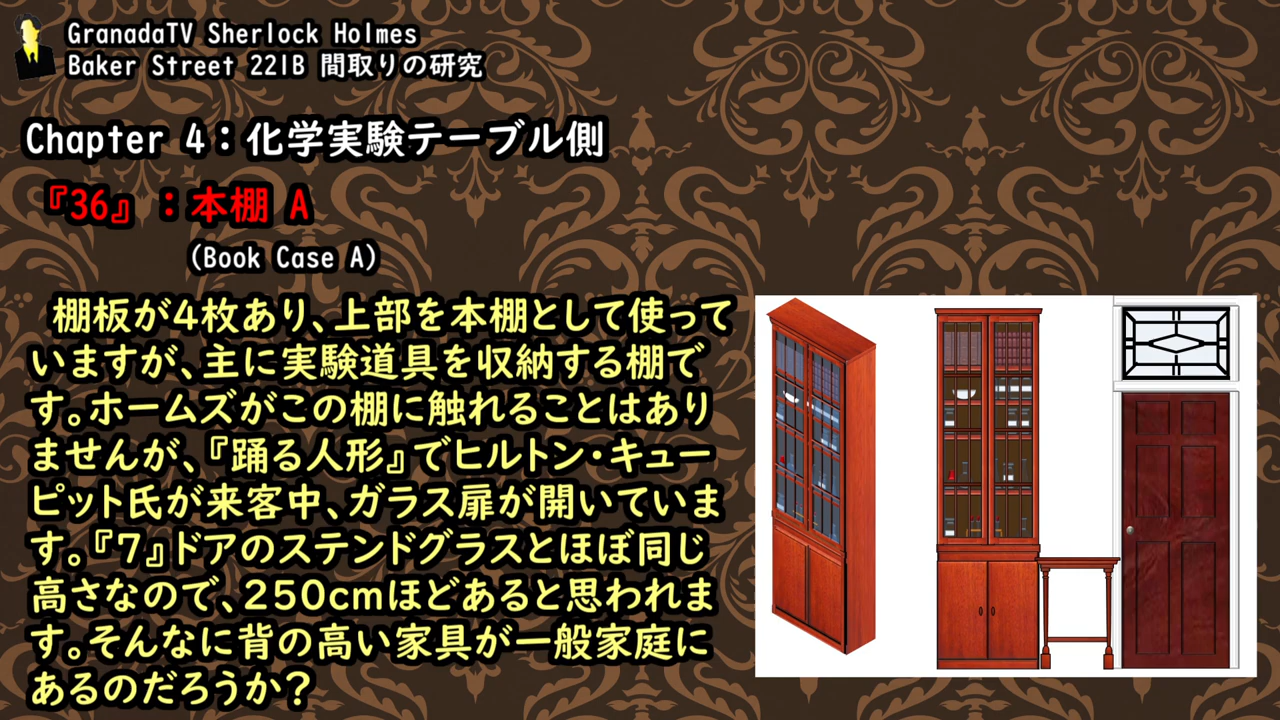 GranadaTV Sherlock Holmes
Baker Street 221B 間取りの研究
Chapter 4：化学実験テーブル側
『36』：本棚 A
(Book Case A)
棚板が4枚あり、上部を本棚として使って
いますが、主に実験道具を収納する棚で
す。ホームズがこの棚に触れることはあり
ませんが、『踊る人形』でヒルトン・キュー
ピット氏が来客中、ガラス扉が開いていま
す。『7』ドアのステンドグラスとほぼ同じ
高さなので、250cmほどあると思われま
す。そんなに背の高い家具が一般家庭に
あるのだろうか?